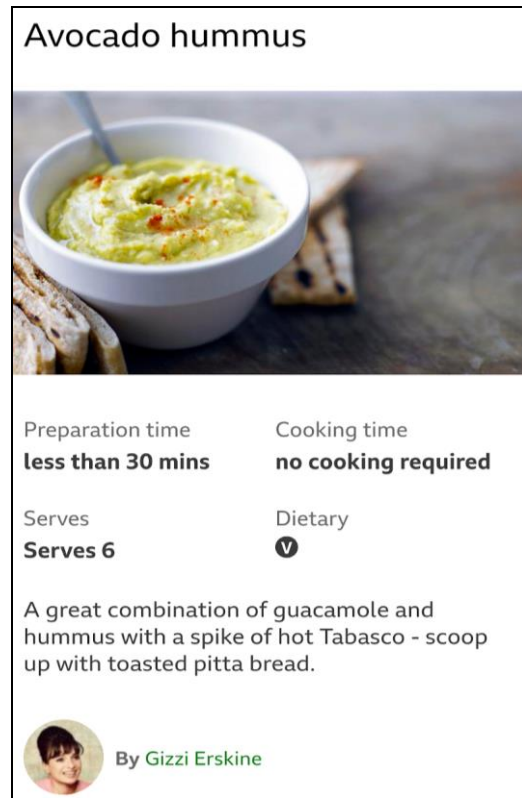 Avocado hummus
Preparation time
less than 30 mins
Cooking time
no cooking required
Serves
Serves 6
Dietary
V
A great combination of guacamole and
hummus with a spike of hot Tabasco - scoop
up with toasted pitta bread.
By Gizzi Erskine